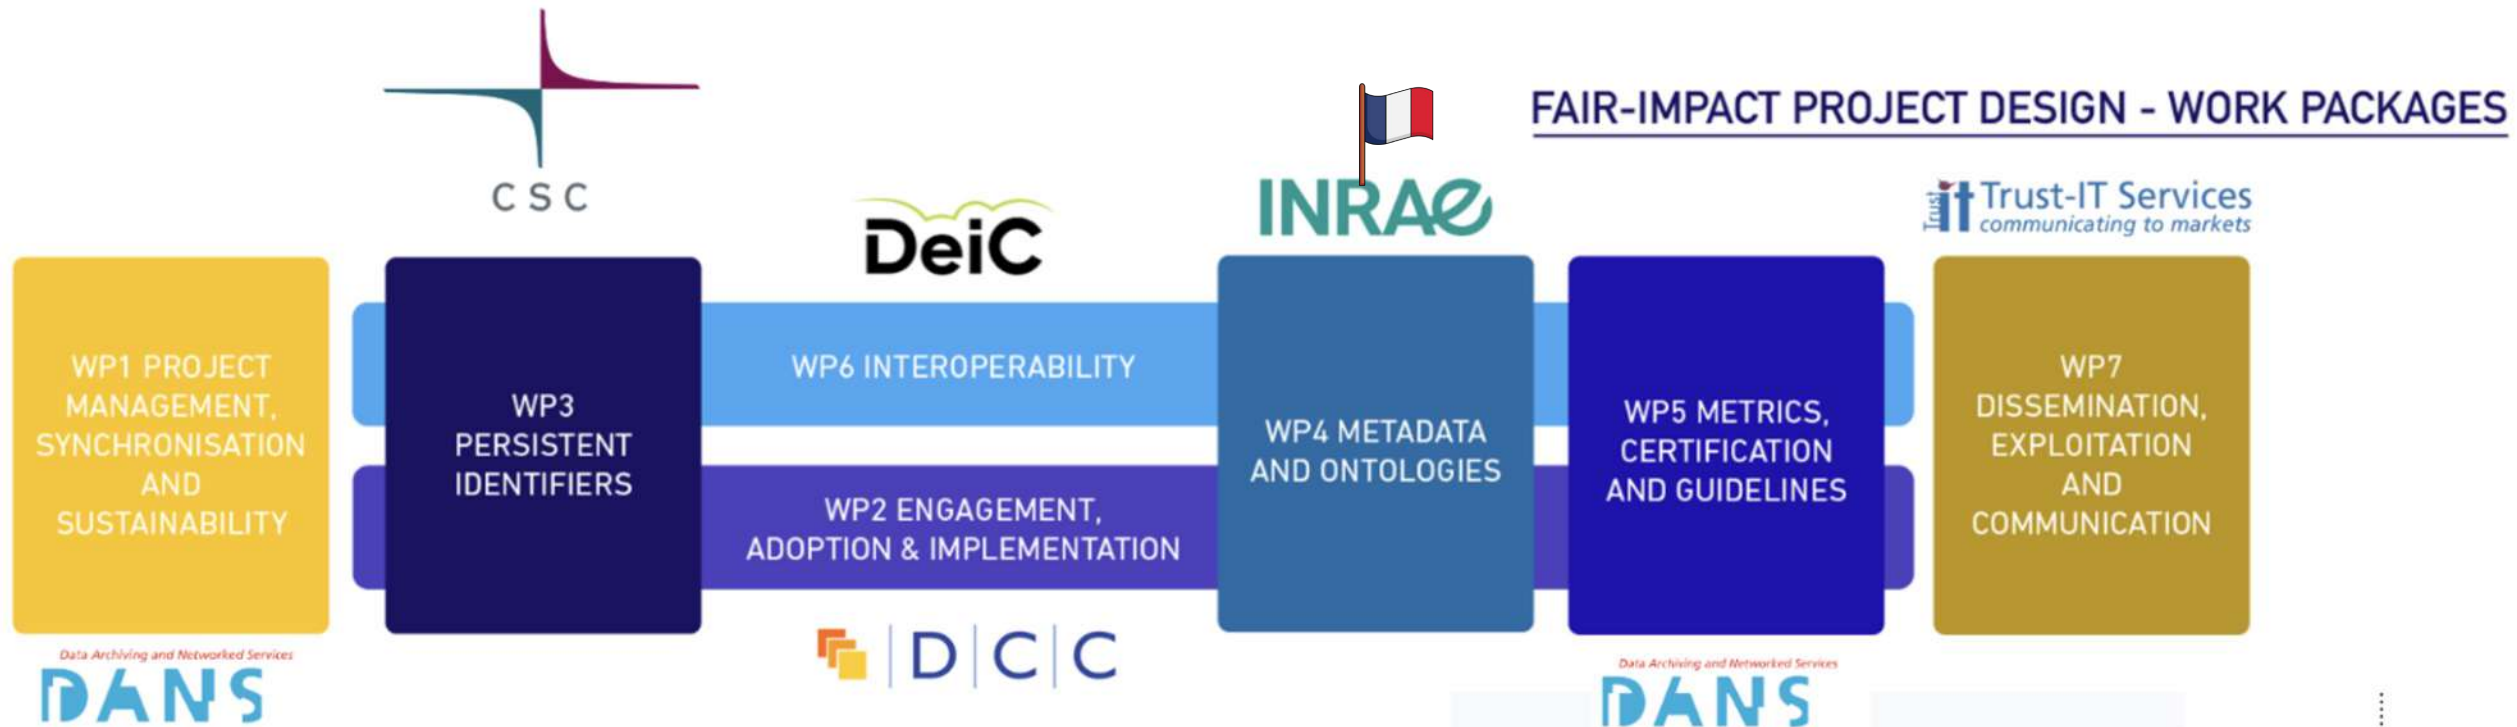 FAIR-IMPACT PROJECT DESIGN - WORK PACKAGES
CSC
DeiC
INRAE
Trust-IT Services
communicating to markets
Trust
it
WP1 PROJECT
MANAGEMENT,
SYNCHRONISATION
AND
SUSTAINABILITY
WP3
PERSISTENT
IDENTIFIERS
WP6 INTEROPERABILITY
WP2 ENGAGEMENT,
ADOPTION & IMPLEMENTATION
WP4 METADATA
AND ONTOLOGIES
WP5 METRICS,
CERTIFICATION
AND GUIDELINES
WP7
DISSEMINATION,
EXPLOITATION
AND
COMMUNICATION
Data Archiving and Networked Services
DANS
D|C|C
Data Archiving and Networked Services
DANS